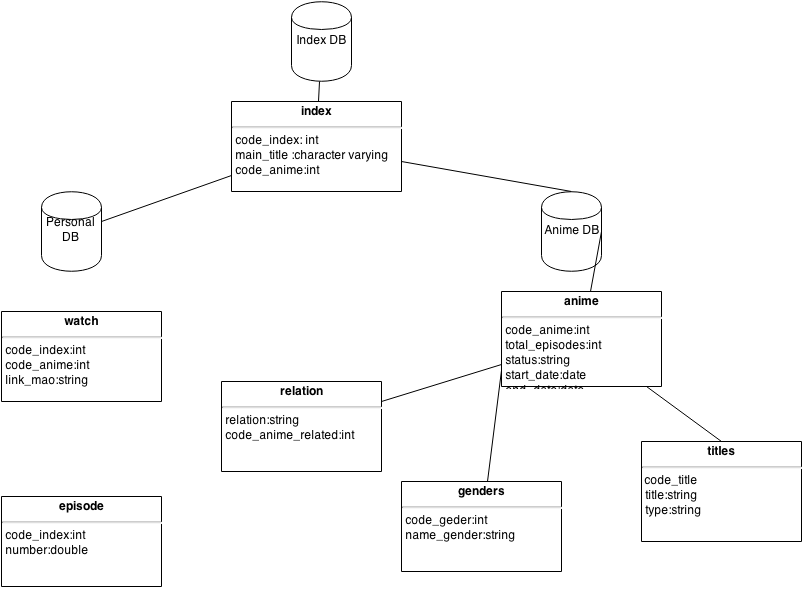 Index DB
index
code_index: int
main_title :character varying
code_anime:int
Personal
DB
Anime DB
anime
code_anime:int
total_episodes:int
status:string
start_date:date
end_date:date
watch
code_index:int
code_anime:int
link_mao:string
relation
relation:string
code_anime_related:int
titles
code_title
title:string
type:string
genders
code_geder:int
name_gender:string
episode
code_index:int
number:double